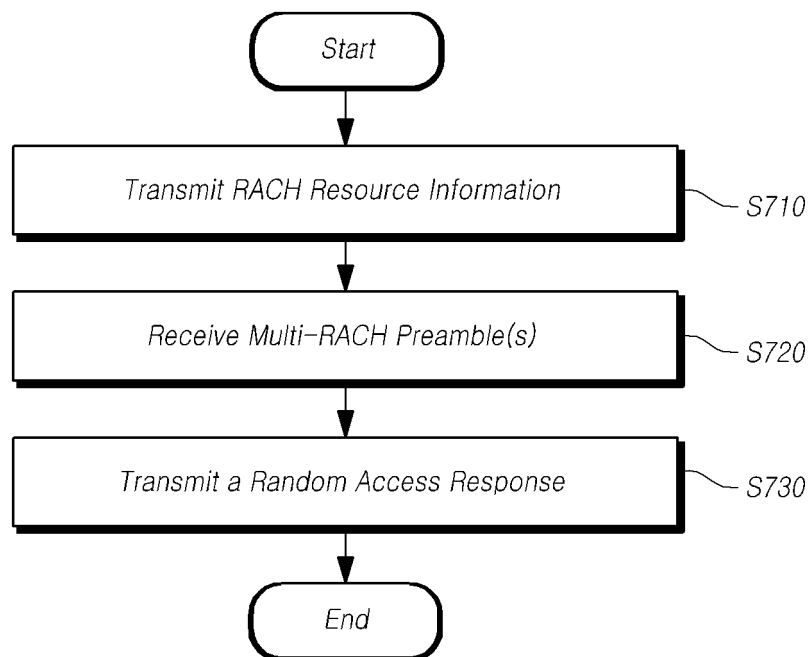 Start
Transmit RACH Resource Information
S710
Receive Multi-RACH Preamble(s)
S720
Transmit a Random Access Response
S730
End